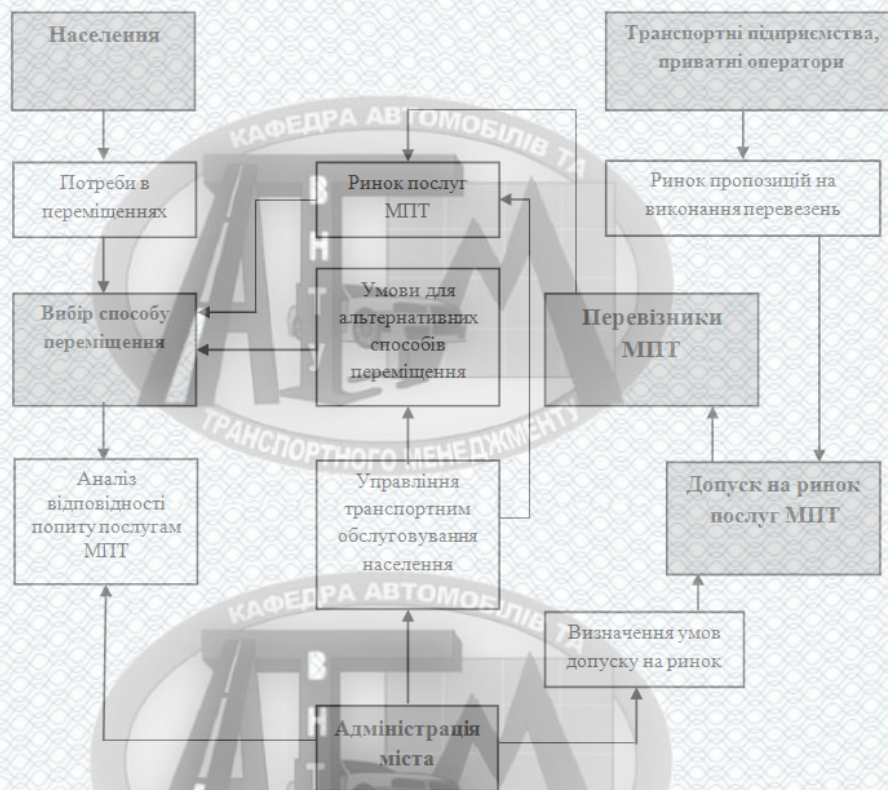 Населення
Транспортні підприємства,
приватні оператори
КАФЕДРА АВТОМОБІЛІВ ТА
Потреби в
переміщеннях
Ринок послуг
МПТ
Ринок пропозицій на
виконання перевезень
В
Н
Т
У
Вибір способу
переміщення
Умови для
альтернативних
способів
переміщення
Перевізники
МПТ
ТРАНСПОРТНОГО МЕНЕДЖМЕНТУ
Аналіз
відповідності
попиту послугам
МПТ
Управління
транспортним
обслуговування
населення
Допуск на ринок
послуг МПТ
КАФЕДРА АВТОМОБІЛІВ ТА
Визначення умов
допуску на ринок
В
Н
Т
Адміністрація
міста